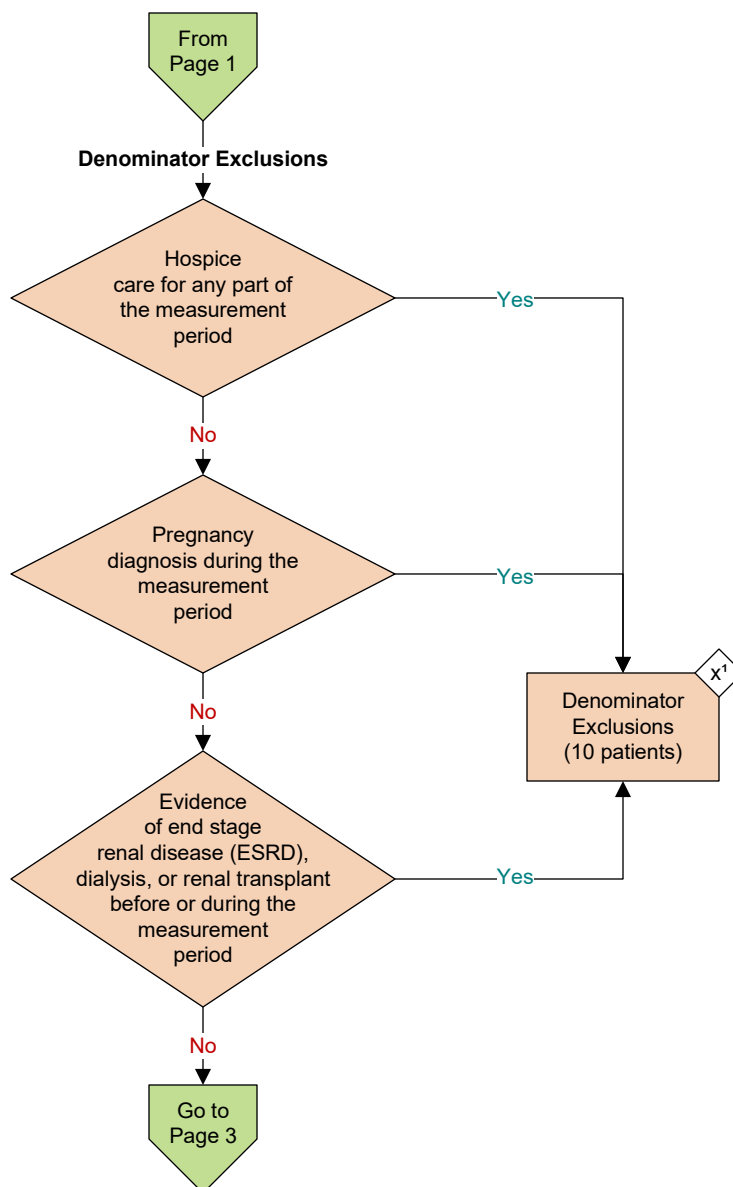 From
Page 1
Denominator Exclusions
Hospice
care for any part of
the measurement
period
Yes
No
Pregnancy
diagnosis during the
measurement
period
Yes
x¹
Denominator
Exclusions
(10 patients)
No
Evidence
of end stage
renal disease (ESRD),
dialysis, or renal transplant
before or during the
measurement
period
Yes
No
Go to
Page 3